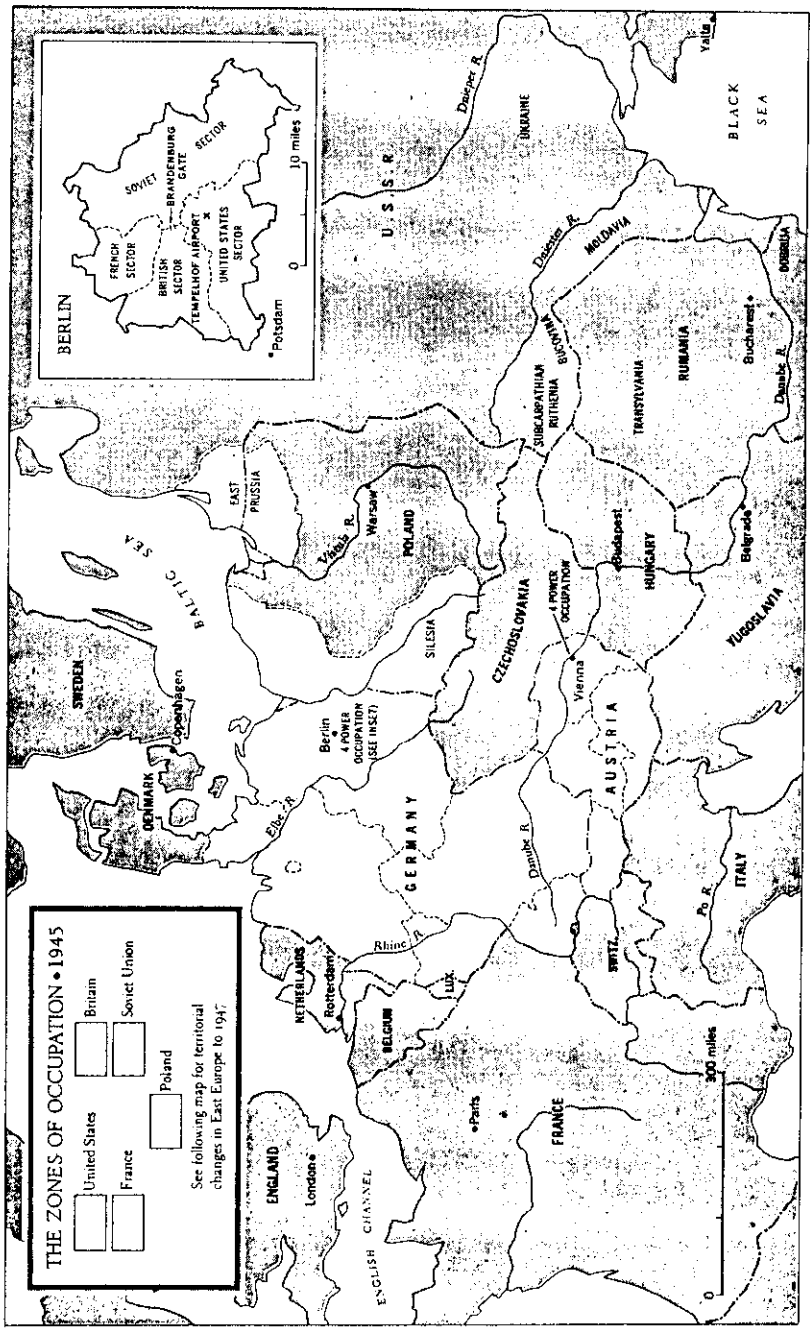 THE ZONES OF OCCUPATION • 1945
United States
Britain
France
Soviet Union
Poland
See following map for territorial
changes in East Europe to 1947
BERLIN
FRENCH
SECTOR
SOVIET
SECTOR
BRITISH
SECTOR
BRANDENBURG
GATE
TEMPELHOF AIRPORT
x
UNITED STATES
SECTOR
Potsdam
0
10 miles
ENGLAND
London
ENGLISH CHANNEL
NETHERLANDS
Rotterdam
BELGIUM
LUX.
Paris
FRANCE
0
300 miles
DENMARK
Copenhagen
SWEDEN
BALTIC SEA
Elbe R.
Rhine R.
GERMANY
Berlin
4 POWER
OCCUPATION
(SEE INSET)
EAST
PRUSSIA
Vistula R.
Warsaw
POLAND
SILESIA
CZECHOSLOVAKIA
Danube R.
4 POWER
OCCUPATION
Vienna
AUSTRIA
SWITZ.
Po R.
ITALY
Budapest
HUNGARY
Belgrade
YUGOSLAVIA
U.S.S.R
Dnieper R.
UKRAINE
Dniester R.
MOLDAVIA
BUCOVINA
SUBCARPATHIAN
RUTHENIA
TRANSYLVANIA
RUMANIA
Bucharest
Danube R.
DOBRUJA
Yalta
BLACK
SEA